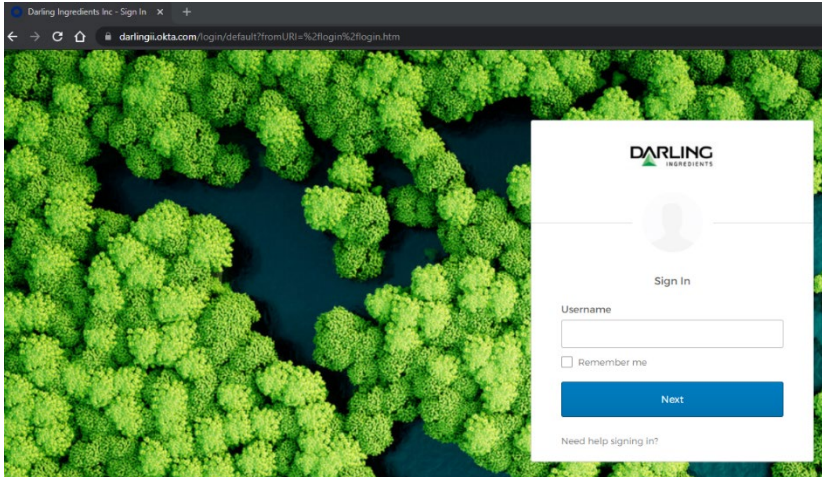 Darling Ingredients Inc - Sign In
darlingii.okta.com/login/default?fromURI=%2flogin%2flogin.htm
DARLING
INGREDIENTS
Sign In
Username
Remember me
Next
Need help signing in?